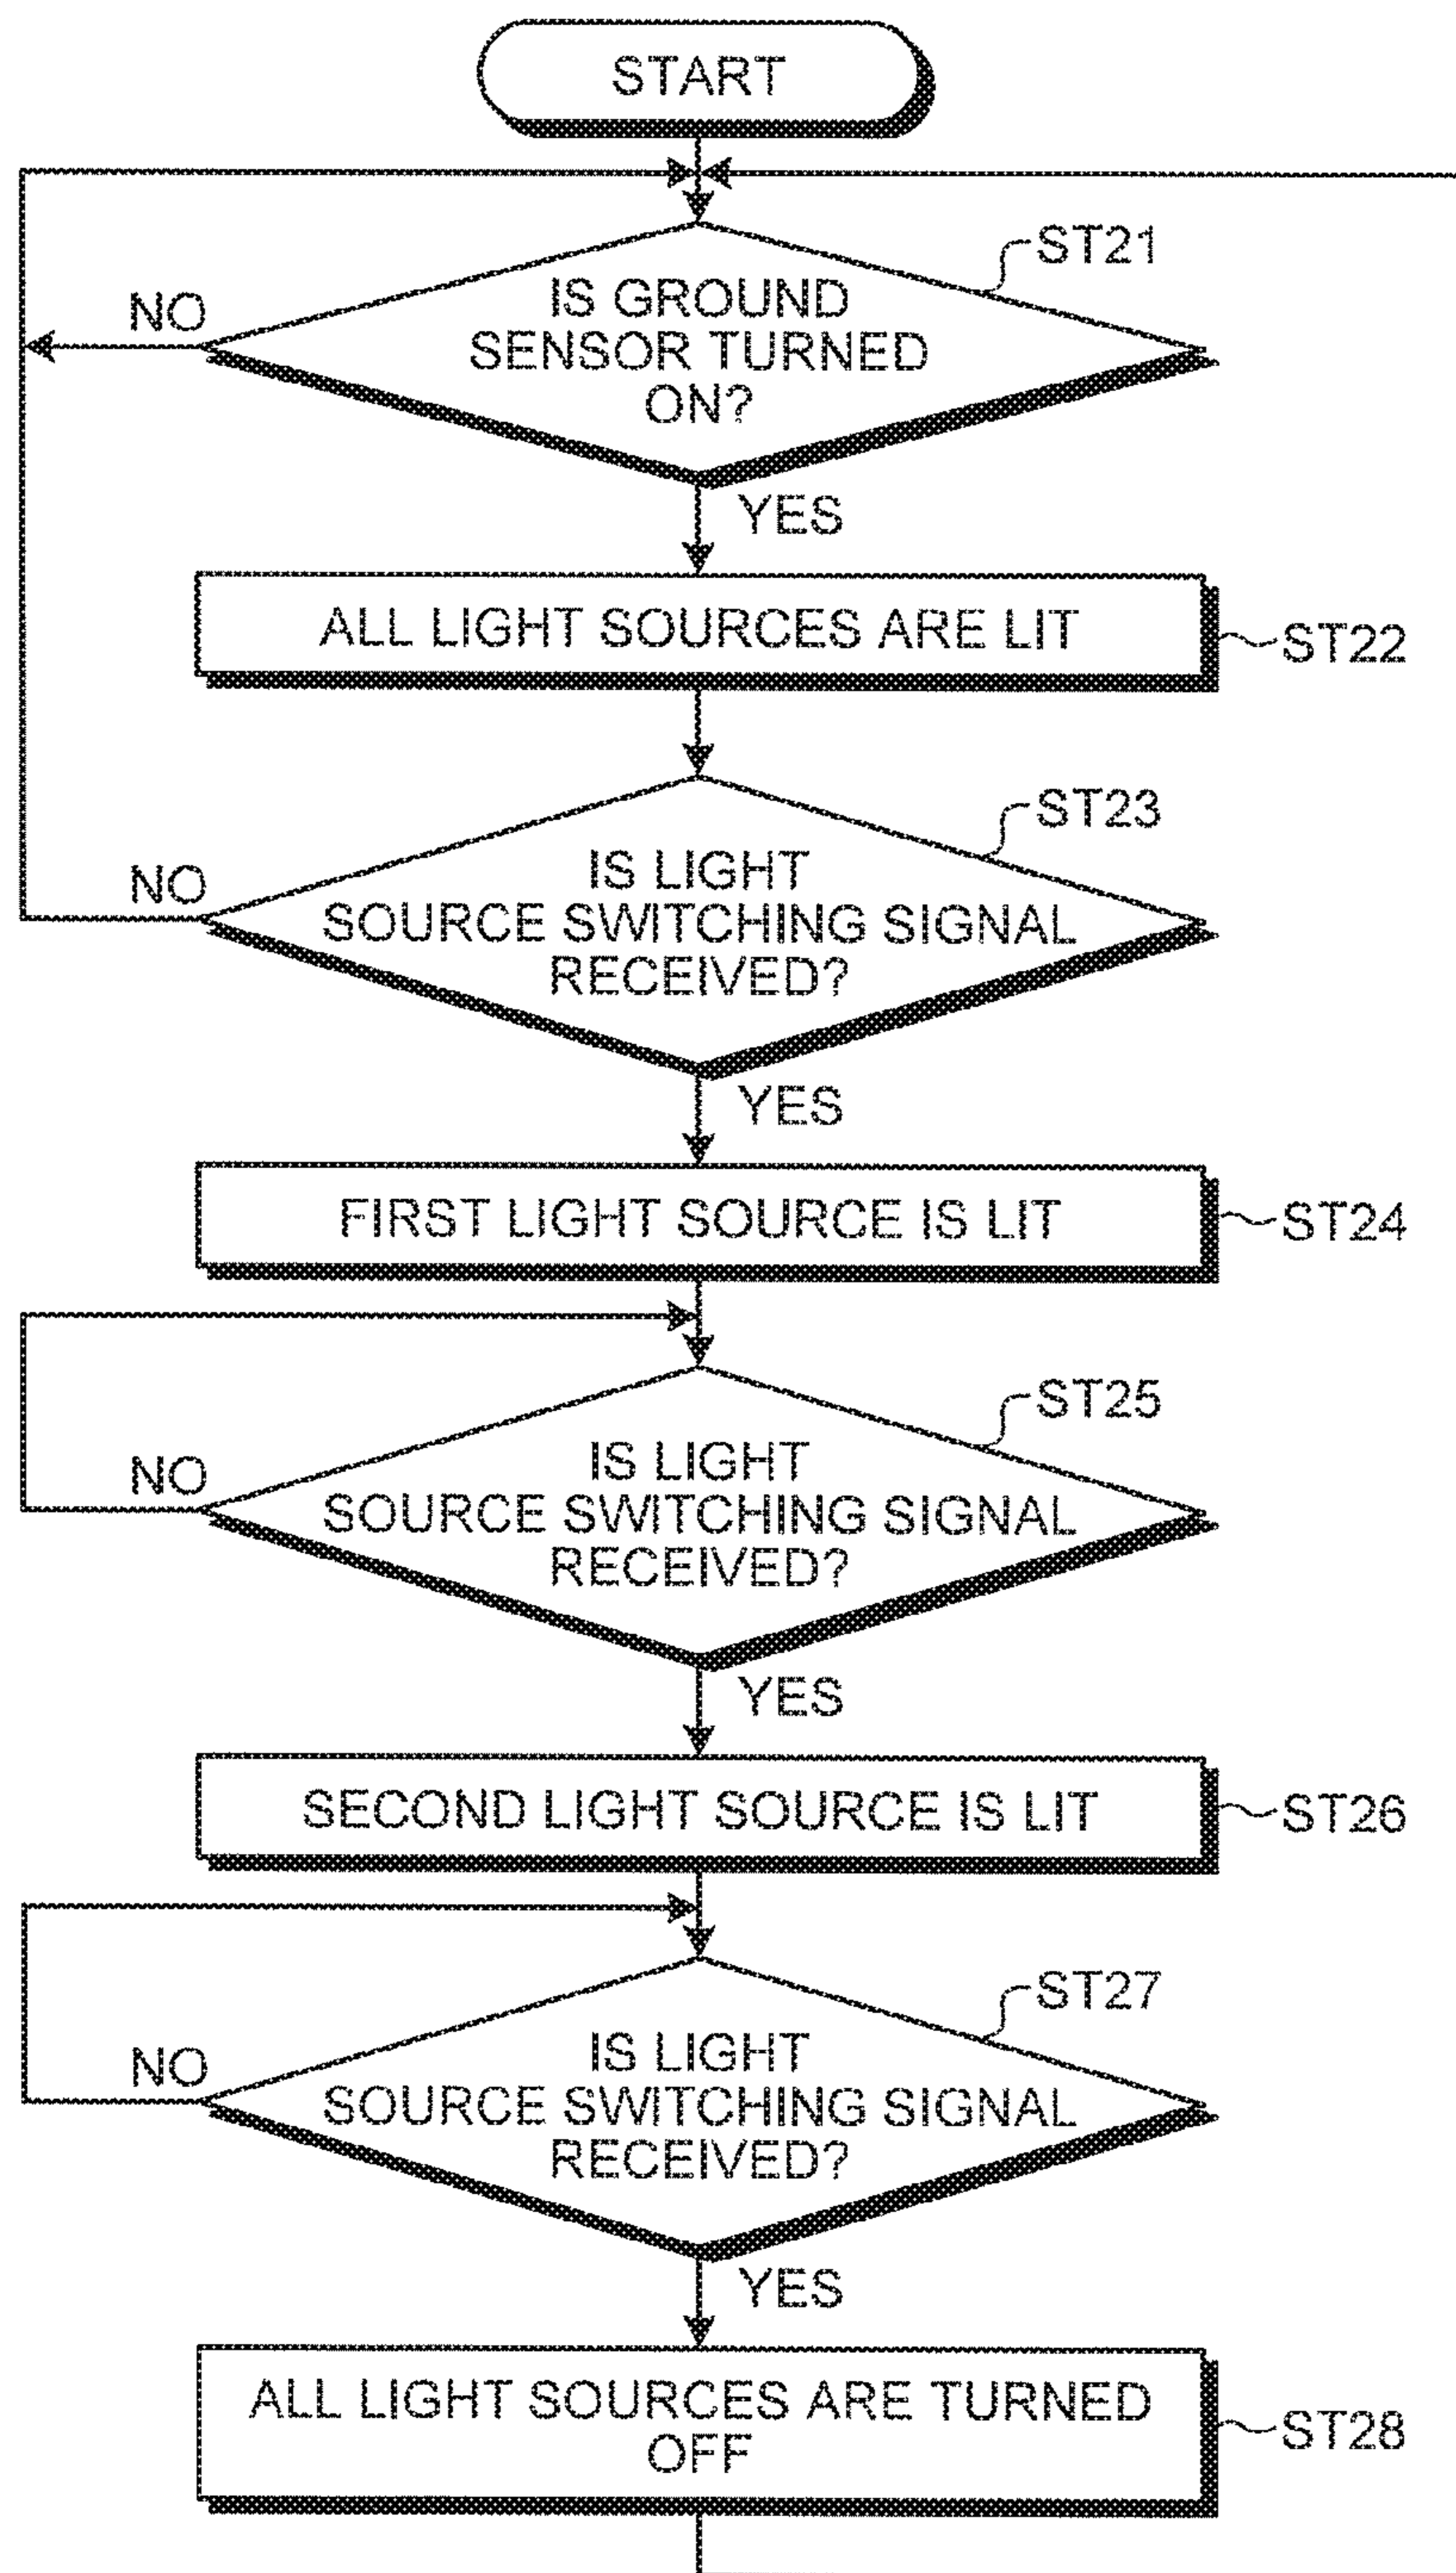 START
ST21
NO
IS GROUND
SENSOR TURNED
ON?
YES
ALL LIGHT SOURCES ARE LIT
ST22
ST23
NO
IS LIGHT
SOURCE SWITCHING SIGNAL
RECEIVED?
YES
FIRST LIGHT SOURCE IS LIT
ST24
ST25
NO
IS LIGHT
SOURCE SWITCHING SIGNAL
RECEIVED?
YES
SECOND LIGHT SOURCE IS LIT
ST26
ST27
NO
IS LIGHT
SOURCE SWITCHING SIGNAL
RECEIVED?
YES
ALL LIGHT SOURCES ARE TURNED
OFF
ST28